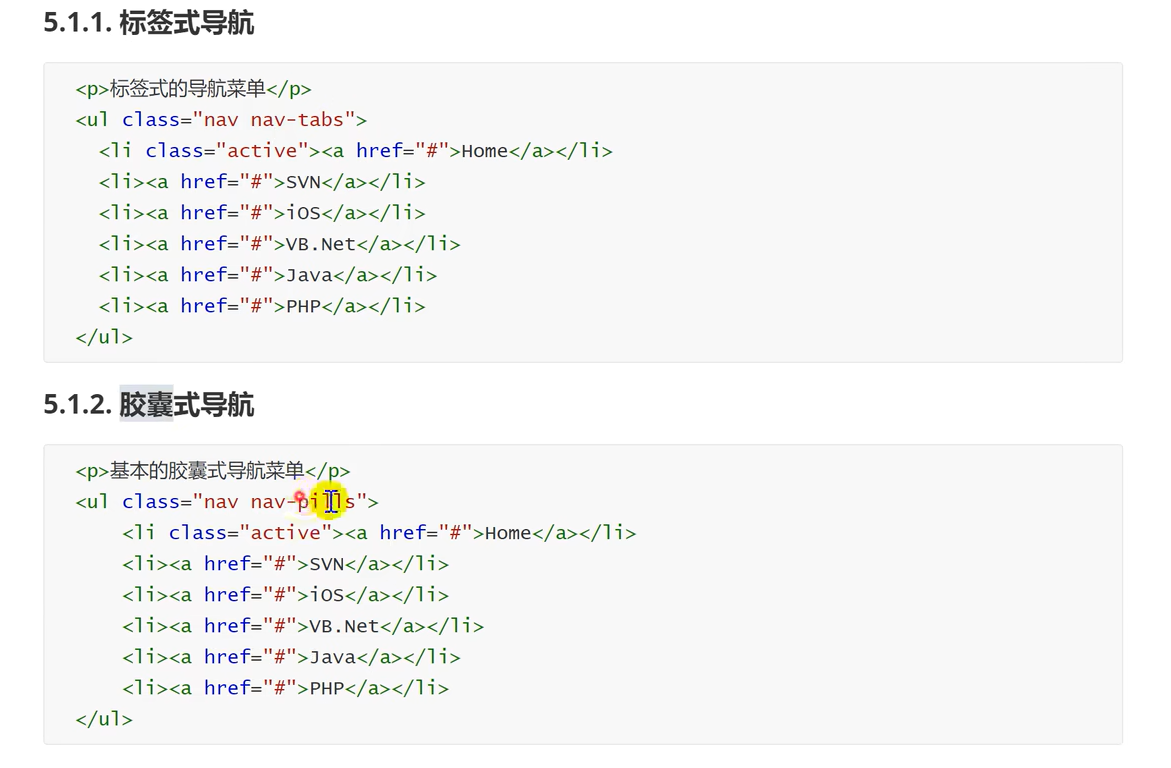 5.1.1. 标签式导航
<p>标签式的导航菜单</p>
<ul class="nav nav-tabs">
<li class="active"><a href="#">Home</a></li>
<li><a href="#">SVN</a></li>
<li><a href="#">iOS</a></li>
<li><a href="#">VB.Net</a></li>
<li><a href="#">Java</a></li>
<li><a href="#">PHP</a></li>
</ul>
5.1.2. 胶囊式导航
<p>基本的胶囊式导航菜单</p>
<ul class="nav nav-pills">
<li class="active"><a href="#">Home</a></li>
<li><a href="#">SVN</a></li>
<li><a href="#">iOS</a></li>
<li><a href="#">VB.Net</a></li>
<li><a href="#">Java</a></li>
<li><a href="#">PHP</a></li>
</ul>